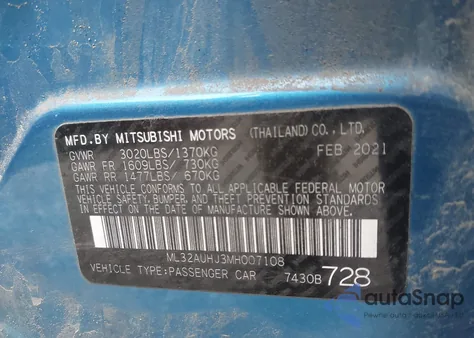 MFD.BY MITSUBISHI MOTORS (THAILAND) CO., LTD.
GVWR 3020LBS/1370KG FEB 2021
GAWR FR 1609LBS/ 730KG
GAWR RR 1477LBS/ 670KG
THIS VEHICLE CONFORMS TO ALL APPLICABLE FEDERAL MOTOR
VEHICLE SAFETY, BUMPER, AND THEFT PREVENTION STANDARDS
IN EFFECT ON THE DATE OF MANUFACTURE SHOWN ABOVE.
ML32AUHJ3MH007108
VEHICLE TYPE:PASSENGER CAR 7430B 728
autoSnap